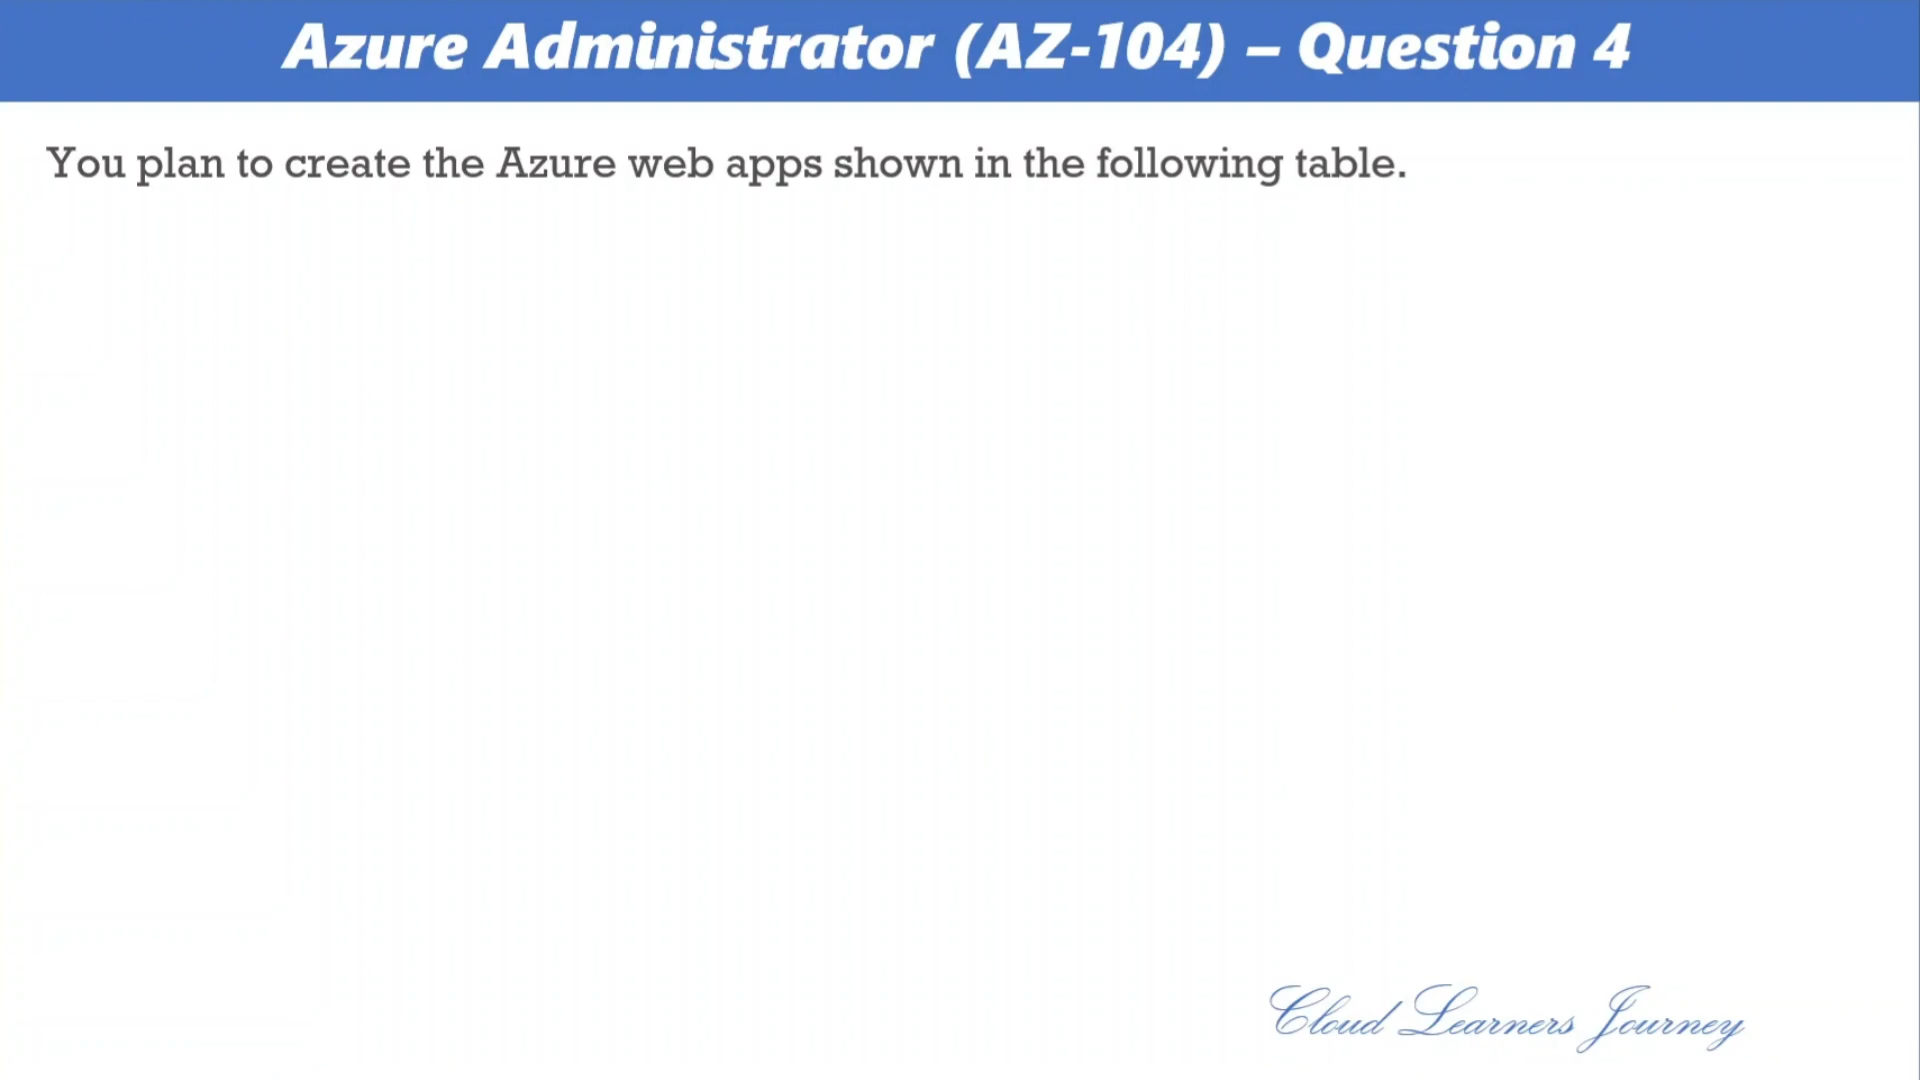 Azure Administrator (AZ-104) – Question 4
You plan to create the Azure web apps shown in the following table.
Cloud Learners Journey